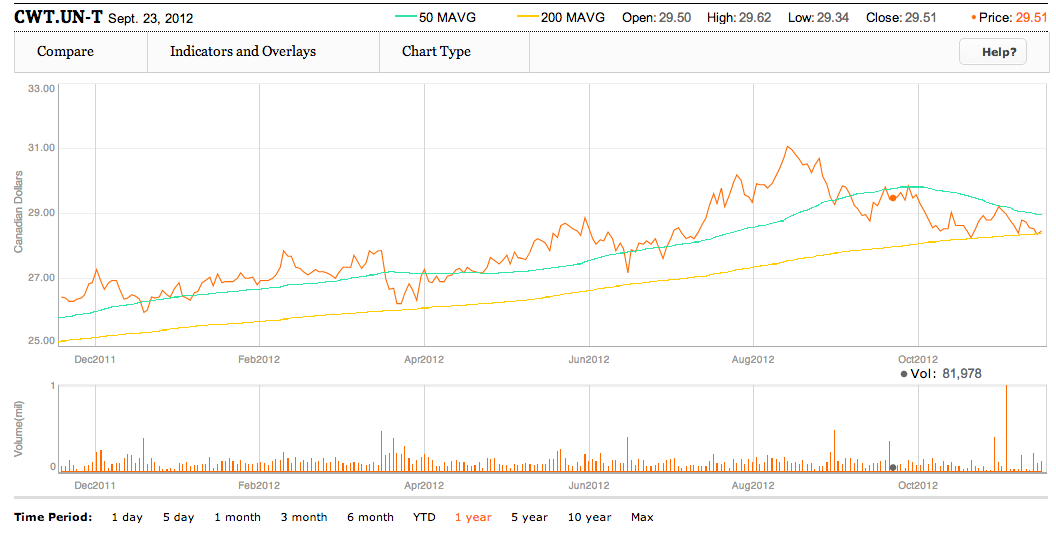 CWT.UN-T Sept. 23, 2012 50 MAVG 200 MAVG Open: 29.50 High: 29.62 Low: 29.34 Close: 29.51 Price: 29.51
Compare Indicators and Overlays Chart Type Help?
Canadian Dollars
33.00
31.00
29.00
27.00
25.00
Dec2011 Feb2012 Apr2012 Jun2012 Aug2012 Oct2012
Vol: 81,978
Volume(mil)
1
0
Dec2011 Feb2012 Apr2012 Jun2012 Aug2012 Oct2012
Time Period: 1 day 5 day 1 month 3 month 6 month YTD 1 year 5 year 10 year Max